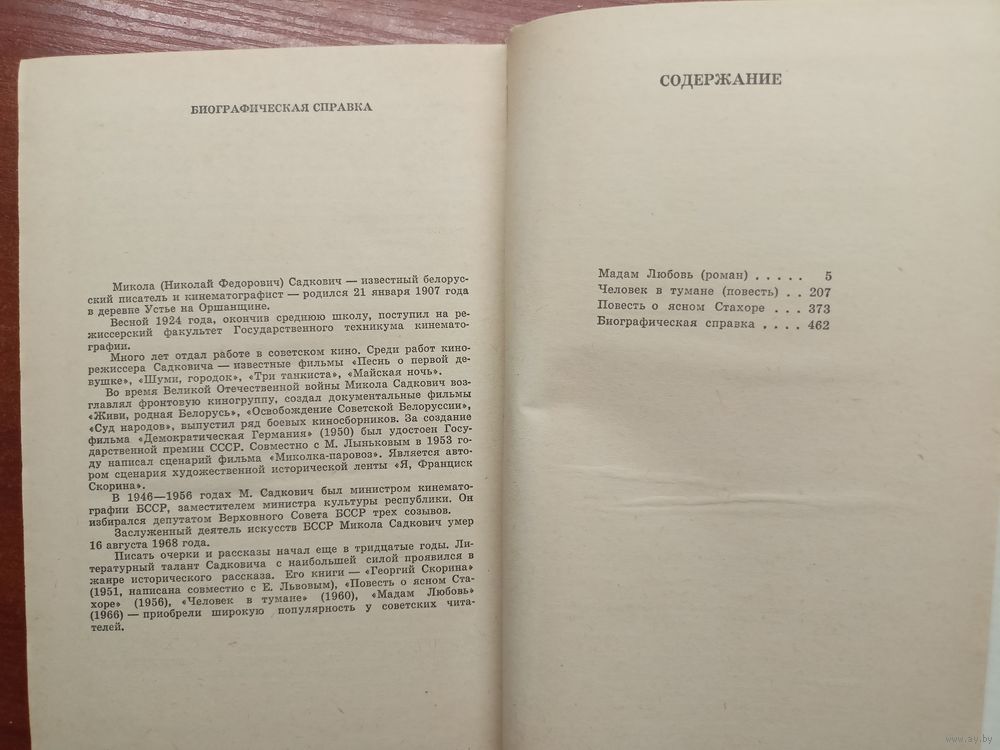 БИОГРАФИЧЕСКАЯ СПРАВКА
Микола (Николай Федорович) Садкович — известный белорус-
ский писатель и кинематографист — родился 21 января 1907 года
в деревне Устье на Оршанщине.
Весной 1924 года, окончив среднюю школу, поступил на ре-
жиссерский факультет Государственного техникума кинемато-
графии.
Много лет отдал работе в советском кино. Среди работ кино-
режиссера Садковича — известные фильмы «Песнь о первой де-
вушке», «Шуми, городок», «Три танкиста», «Майская ночь».
Во время Великой Отечественной войны Микола Садкович воз-
главлял фронтовую киногруппу, создал документальные фильмы
«Живи, родная Белорусь», «Освобождение Советской Белоруссии»,
«Суд народов», выпустил ряд боевых киносборников. За создание
фильма «Демократическая Германия» (1950) был удостоен Госу-
дарственной премии СССР. Совместно с М. Лыньковым в 1953 го-
ду написал сценарий фильма «Миколка-паровоз». Является авто-
ром сценария художественной исторической ленты «Я, Франциск
Скорина».
В 1946—1956 годах М. Садкович был министром кинемато-
графии БССР, заместителем министра культуры республики. Он
избирался депутатом Верховного Совета БССР трех созывов.
Заслуженный деятель искусств БССР Микола Садкович умер
16 августа 1968 года.
Писать очерки и рассказы начал еще в тридцатые годы. Ли-
тературный талант Садковича с наибольшей силой проявился в
жанре исторического рассказа. Его книги — «Георгий Скорина»
(1951, написана совместно с Е. Львовым), «Повесть о ясном Ста-
хоре» (1956), «Человек в тумане» (1960), «Мадам Любовь»
(1966) — приобрели широкую популярность у советских чита-
телей.
СОДЕРЖАНИЕ
Мадам Любовь (роман) . . . . . 5
Человек в тумане (повесть) . . 207
Повесть о ясном Стахоре . . . 373
Биографическая справка . . . . 462
www.ay.by